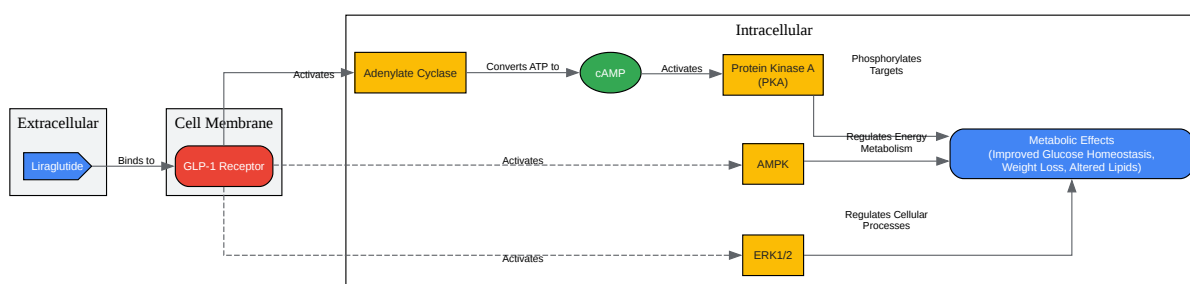 Intracellular
Phosphorylates
Targets
Activates
Adenylate Cyclase
Converts ATP to
cAMP
Activates
Protein Kinase A
(PKA)
Extracellular
Cell Membrane
Liraglutide
Binds to
GLP-1 Receptor
Activates
AMPK
Regulates Energy
Metabolism
Metabolic Effects
(Improved Glucose Homeostasis,
Weight Loss, Altered Lipids)
Regulates Cellular
Processes
Activates
ERK1/2